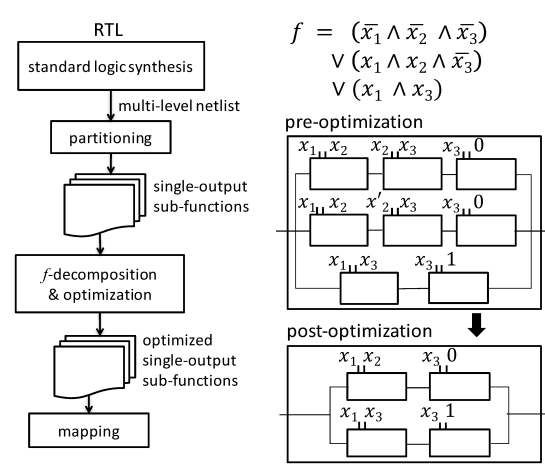 RTL
standard logic synthesis
multi-level netlist
partitioning
single-output
sub-functions
f-decomposition
& optimization
optimized
single-output
sub-functions
mapping
f = (x̅₁ ∧ x̅₂ ∧ x̅₃)
∨ (x₁ ∧ x₂ ∧ x̅₃)
∨ (x₁ ∧ x₃)
pre-optimization
x₁ x₂ x₂ x₃ x₃ 0
x₁ x₂ x'₂ x₃ x₃ 0
x₁ x₃ x₃ 1
post-optimization
x₁ x₂ x₃ 0
x₁ x₃ x₃ 1